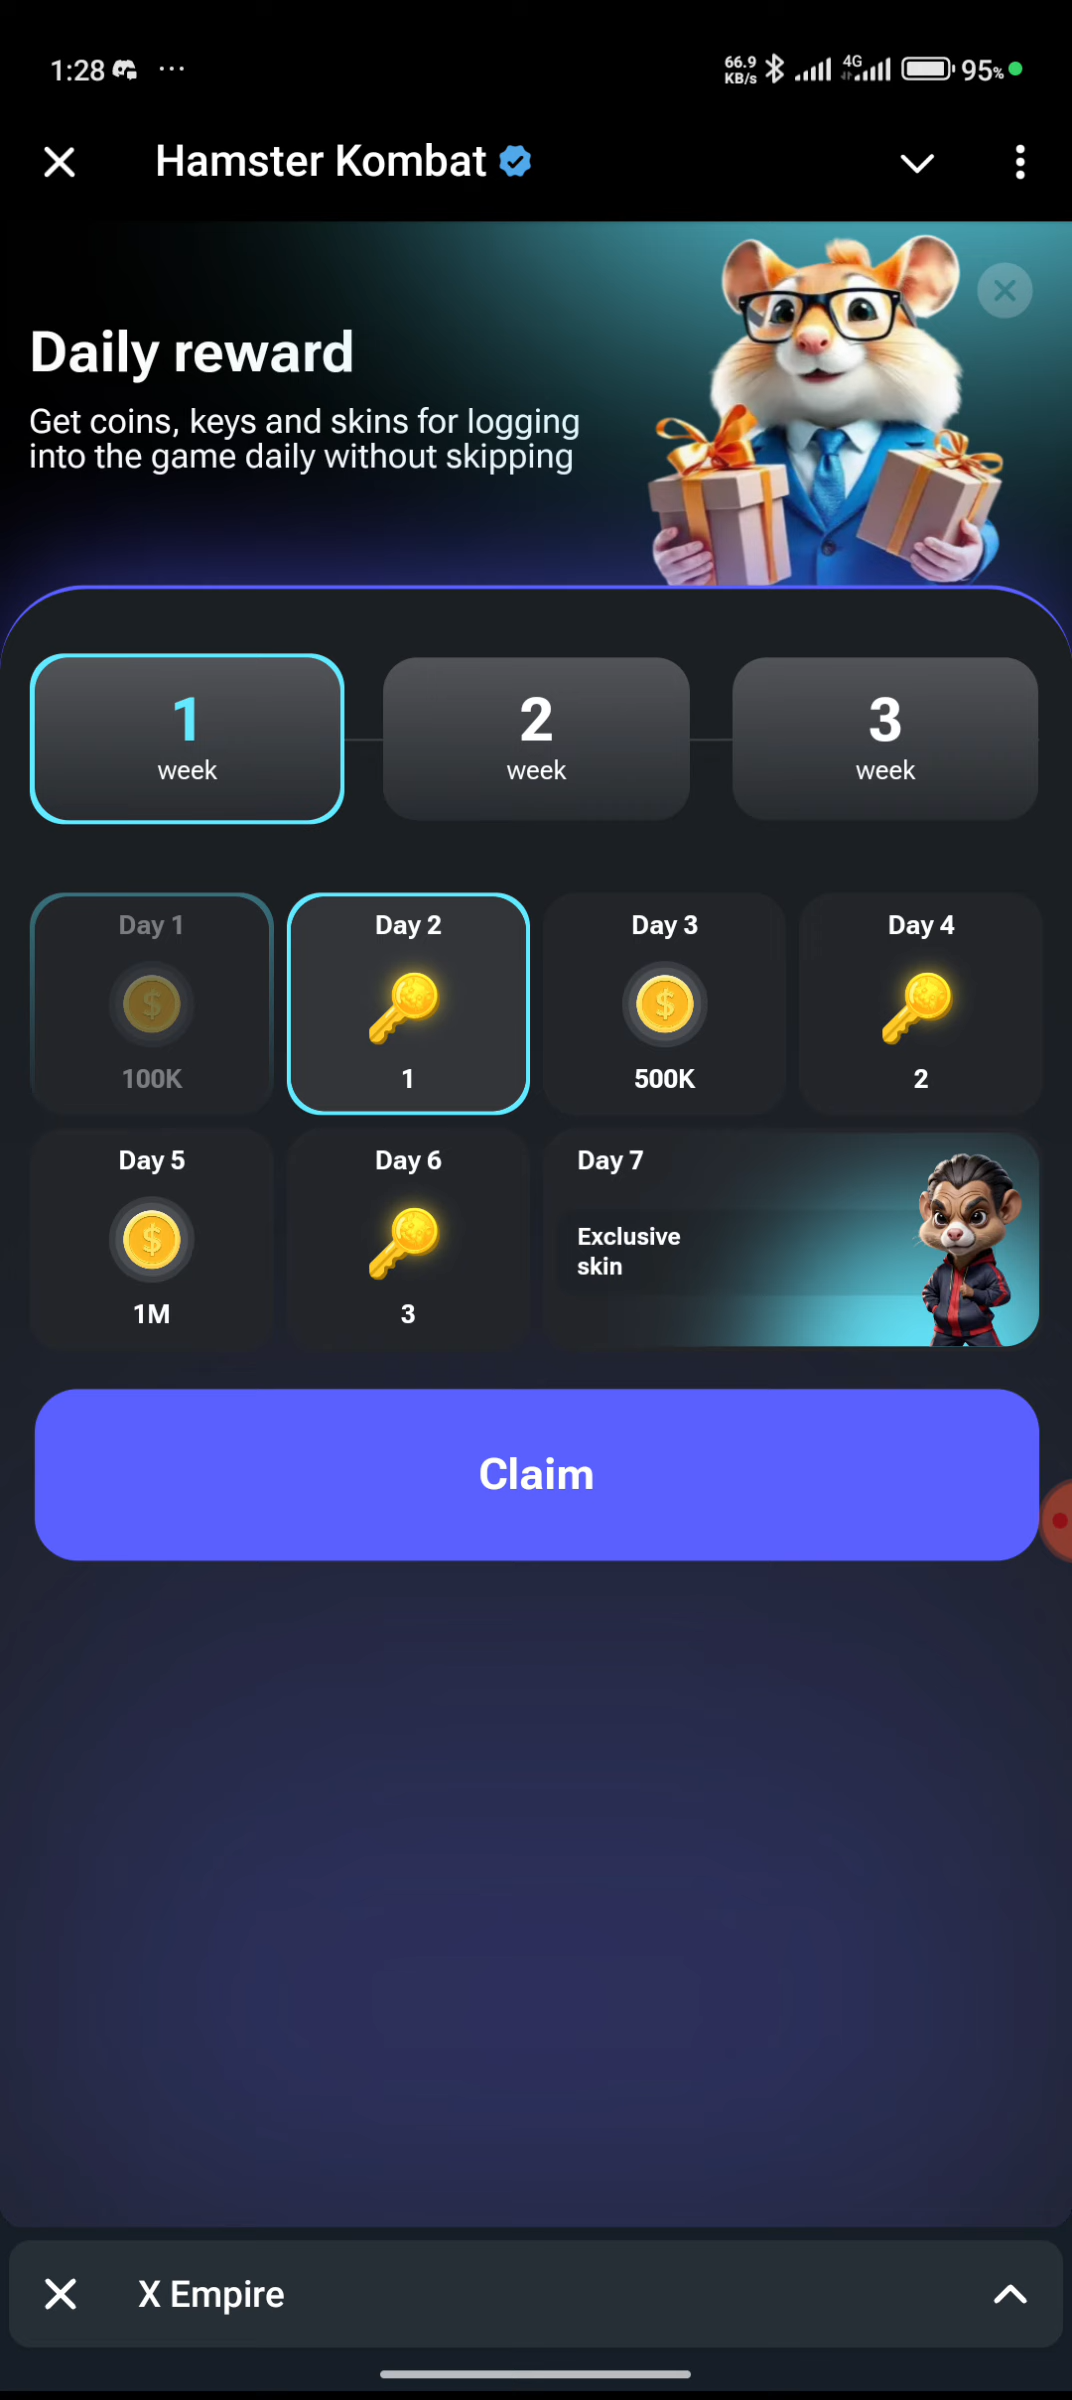 1:28 ...
66.9 KB/s 4G 95%
Hamster Kombat
Daily reward
Get coins, keys and skins for logging
into the game daily without skipping
1 2 3
week week week
Day 1 Day 2 Day 3 Day 4
$ $
100K 1 500K 2
Day 5 Day 6 Day 7
$
Exclusive
skin
1M 3
Claim
X Empire